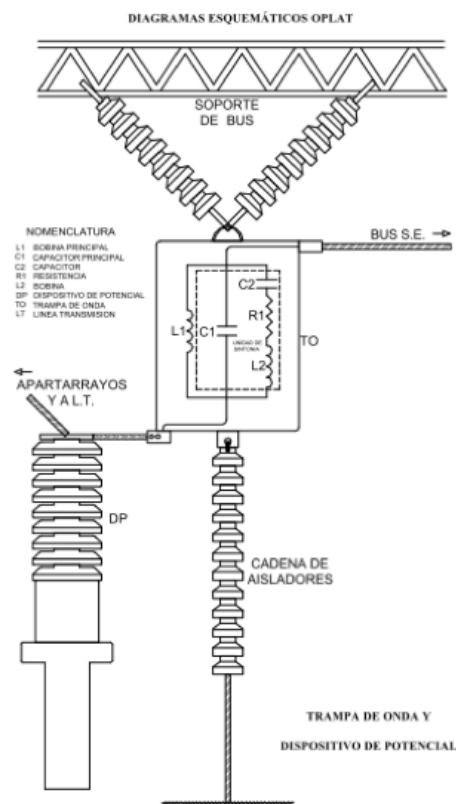 DIAGRAMAS ESQUEMÁTICOS OPLAT
SOPORTE
DE BUS
NOMENCLATURA
L1 BOBINA PRINCIPAL
C1 CAPACITOR PRINCIPAL
C2 CAPACITOR
R1 RESISTENCIA
L2 BOBINA
DP DISPOSITIVO DE POTENCIAL
TO TRAMPA DE ONDA
LT LINEA TRANSMISION
BUS S.E.
C2
R1
L1
C1
UNIDAD DE
SINTONIA
L2
TO
APARTARRAYOS
Y A L.T.
DP
CADENA DE
AISLADORES
TRAMPA DE ONDA Y
DISPOSITIVO DE POTENCIAL